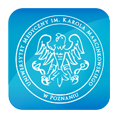 UNIWERSYTET MEDYCZNY IM. KAROLA MARCINKOWSKIEGO
W POZNANIU